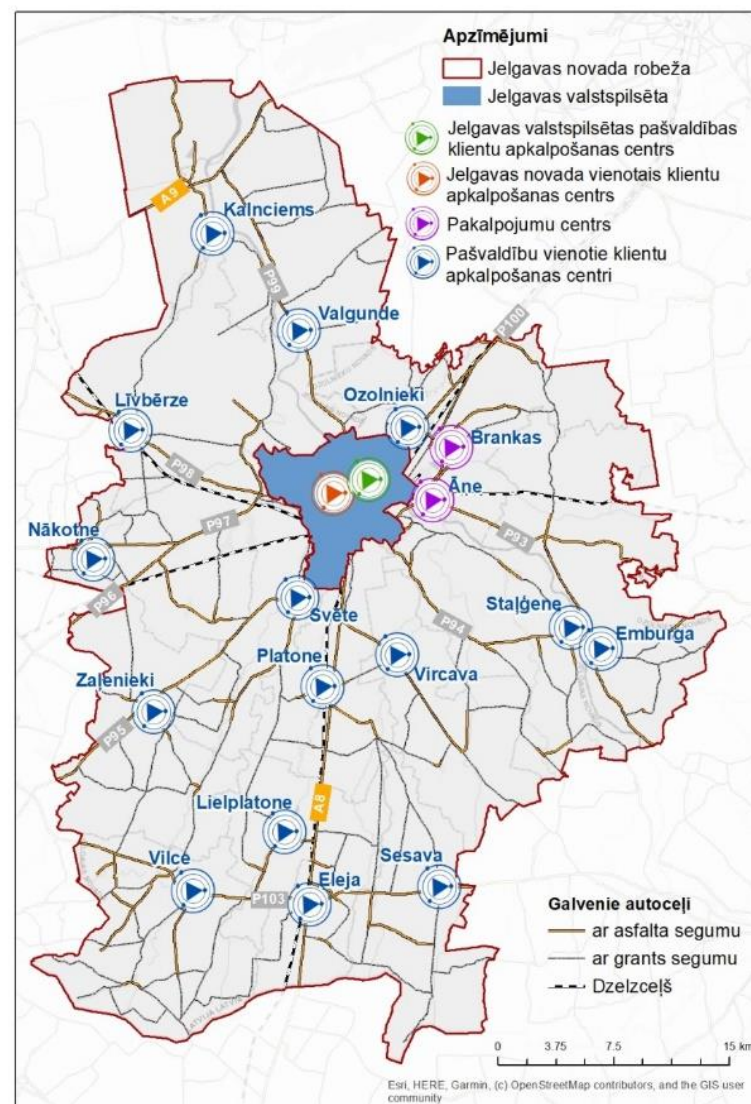 Apzīmējumi
Jelgavas novada robeža
Jelgavas valstspilsēta
Jelgavas valstspilsētas pašvaldības
klientu apkalpošanas centrs
Jelgavas novada vienotais klientu
apkalpošanas centrs
Pakalpojumu centrs
Pašvaldību vienotie klientu
apkalpošanas centri
A9
Kalnciems
P99
Valgunde
P100
Līvbērze
Ozolnieki
Brankas
P98
Āne
P97
Nākotne
P93
P96
Svēte
Staļģene
P94
Emburga
Platone
Vircava
Zaļenieki
P95
A8
Lielplatone
Vilce
Sesava
Eleja
P103
Galvenie autoceļi
ar asfalta segumu
ar grants segumu
Dzelzceļš
0 3.75 7.5 15 km
Esri, HERE, Garmin, (c) OpenStreetMap contributors, and the GIS user
community